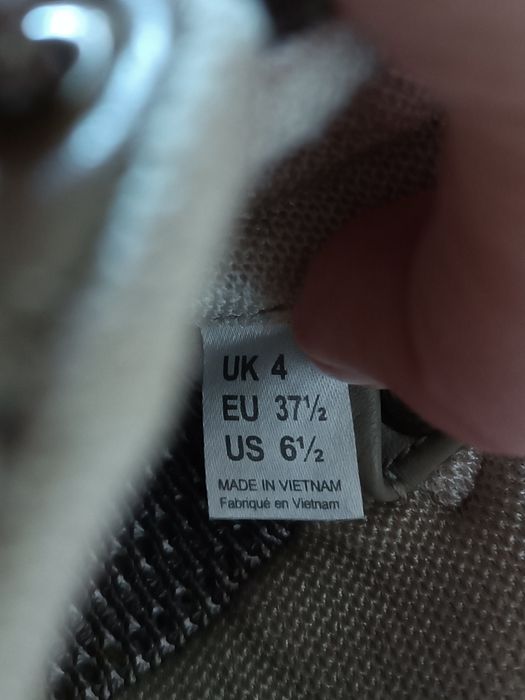 UK 4
EU 37½
US 6½
MADE IN VIETNAM
Fabriqué en Vietnam